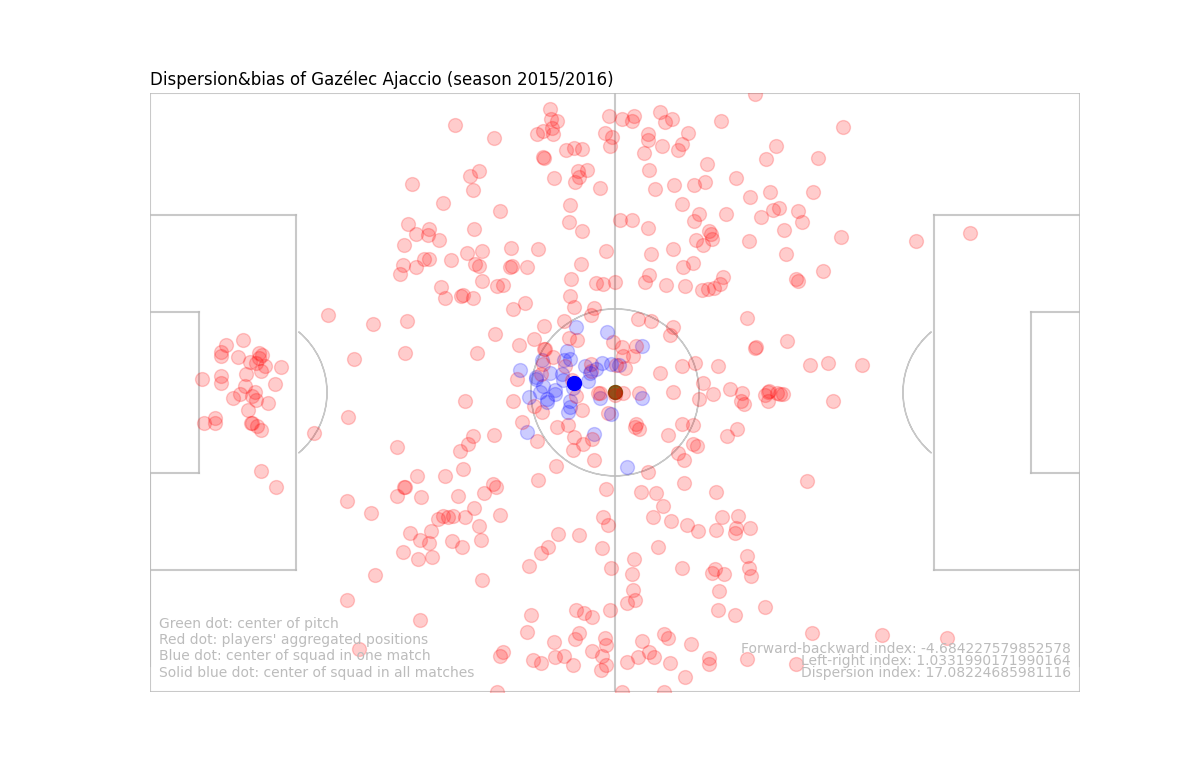 Dispersion&bias of Gazélec Ajaccio (season 2015/2016)
Green dot: center of pitch
Red dot: players' aggregated positions
Blue dot: center of squad in one match
Solid blue dot: center of squad in all matches
Forward-backward index: -4.684227579852578
Left-right index: 1.0331990171990164
Dispersion index: 17.08224685981116